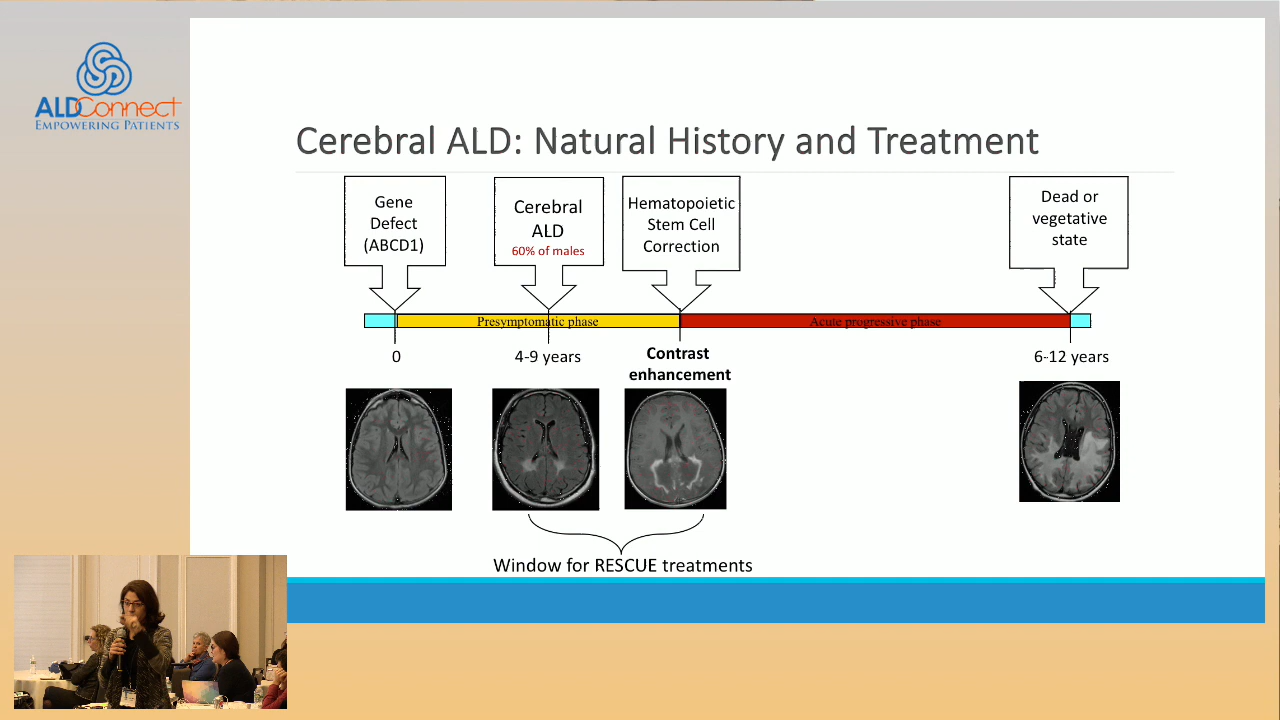 ALDConnect
EMPOWERING PATIENTS
Cerebral ALD: Natural History and Treatment
Gene
Defect
(ABCD1)
Cerebral
ALD
60% of males
Hematopoietic
Stem Cell
Correction
Dead or
vegetative
state
Presymptomatic phase
Acute progressive phase
0
4-9 years
Contrast
enhancement
6-12 years
Window for RESCUE treatments